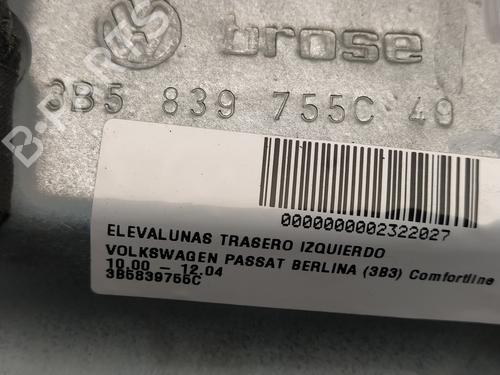 brose
3B5 839 755C 49
0000000002322027
ELEVALUNAS TRASERO IZQUIERDO
VOLKSWAGEN PASSAT BERLINA (3B3) Comfortline
10.00 – 12.04
3B5839755C
B-PARTS